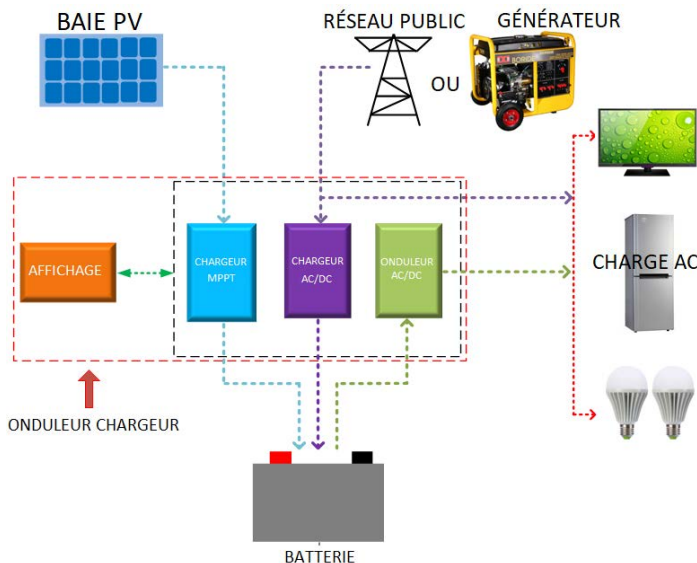 BAIE PV
RÉSEAU PUBLIC
GÉNÉRATEUR
OU
AFFICHAGE
CHARGEUR
MPPT
CHARGEUR
AC/DC
ONDULEUR
AC/DC
CHARGE AC
ONDULEUR CHARGEUR
BATTERIE